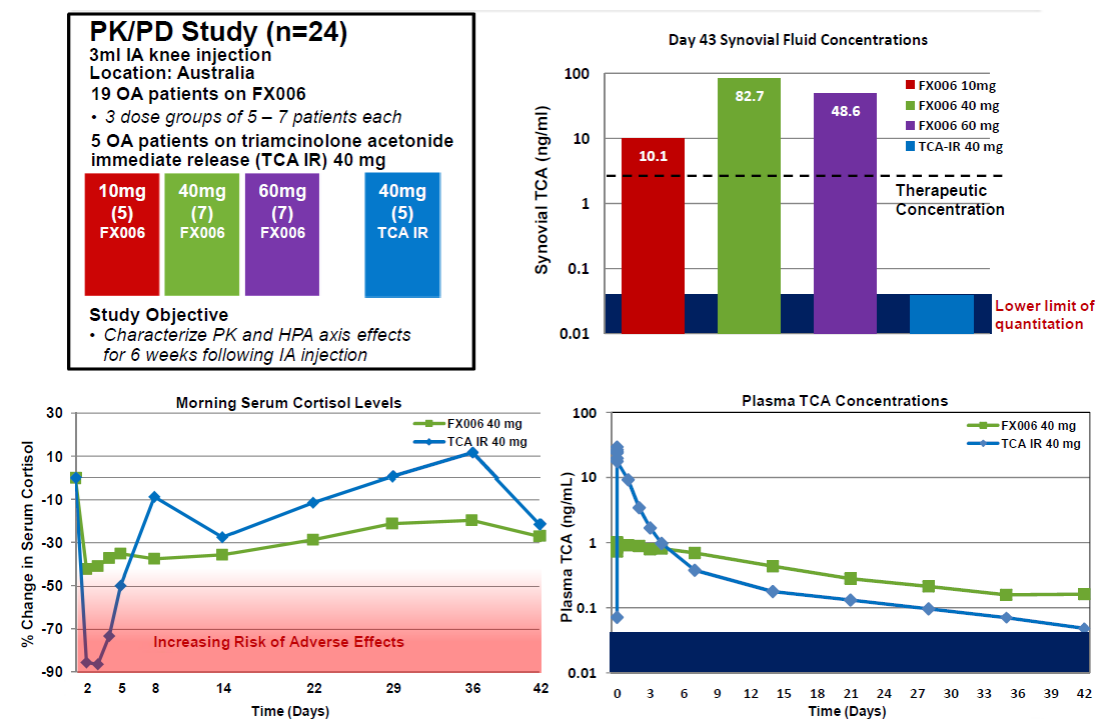 PK/PD Study (n=24)
3ml IA knee injection
Location: Australia
19 OA patients on FX006
• 3 dose groups of 5 – 7 patients each
5 OA patients on triamcinolone acetonide
immediate release (TCA IR) 40 mg
10mg
(5)
FX006
40mg
(7)
FX006
60mg
(7)
FX006
40mg
(5)
TCA IR
Study Objective
• Characterize PK and HPA axis effects
for 6 weeks following IA injection
Day 43 Synovial Fluid Concentrations
Synovial TCA (ng/ml)
100
10
1
0.1
0.01
10.1
82.7
48.6
FX006 10mg
FX006 40 mg
FX006 60 mg
TCA-IR 40 mg
Therapeutic
Concentration
Lower limit of
quantitation
Morning Serum Cortisol Levels
% Change in Serum Cortisol
30
10
-10
-30
-50
-70
-90
FX006 40 mg
TCA IR 40 mg
Increasing Risk of Adverse Effects
2 5 8 14 22 29 36 42
Time (Days)
Plasma TCA Concentrations
Plasma TCA (ng/mL)
100
10
1
0.1
0.01
FX006 40 mg
TCA IR 40 mg
0 3 6 9 12 15 18 21 24 27 30 33 36 39 42
Time (Days)